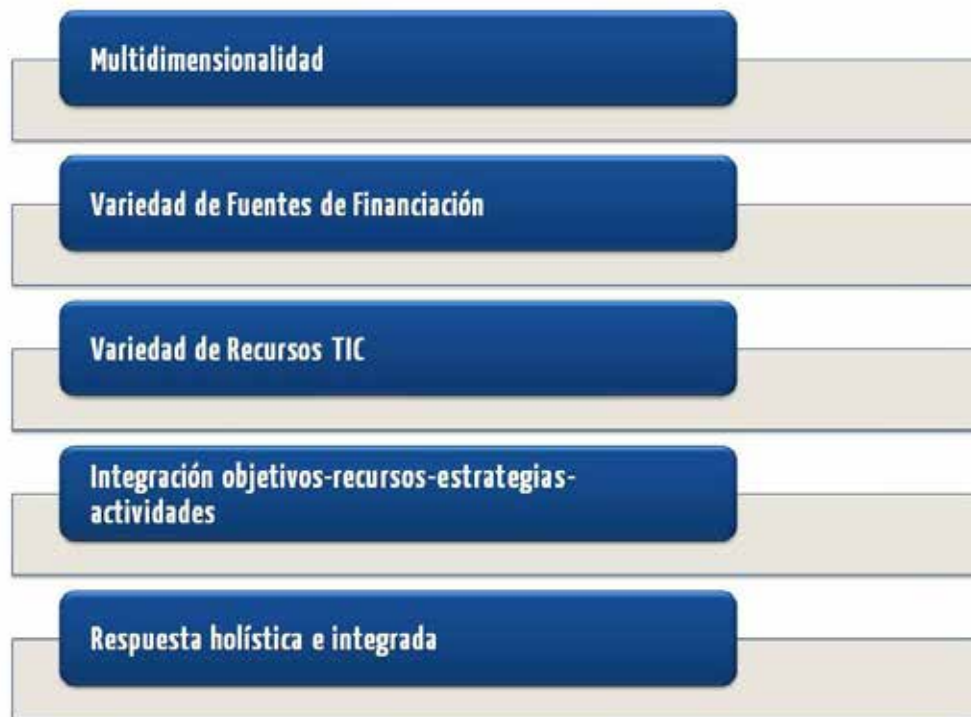 Multidimensionalidad
Variedad de Fuentes de Financiación
Variedad de Recursos TIC
Integración objetivos-recursos-estrategias-
actividades
Respuesta holística e integrada